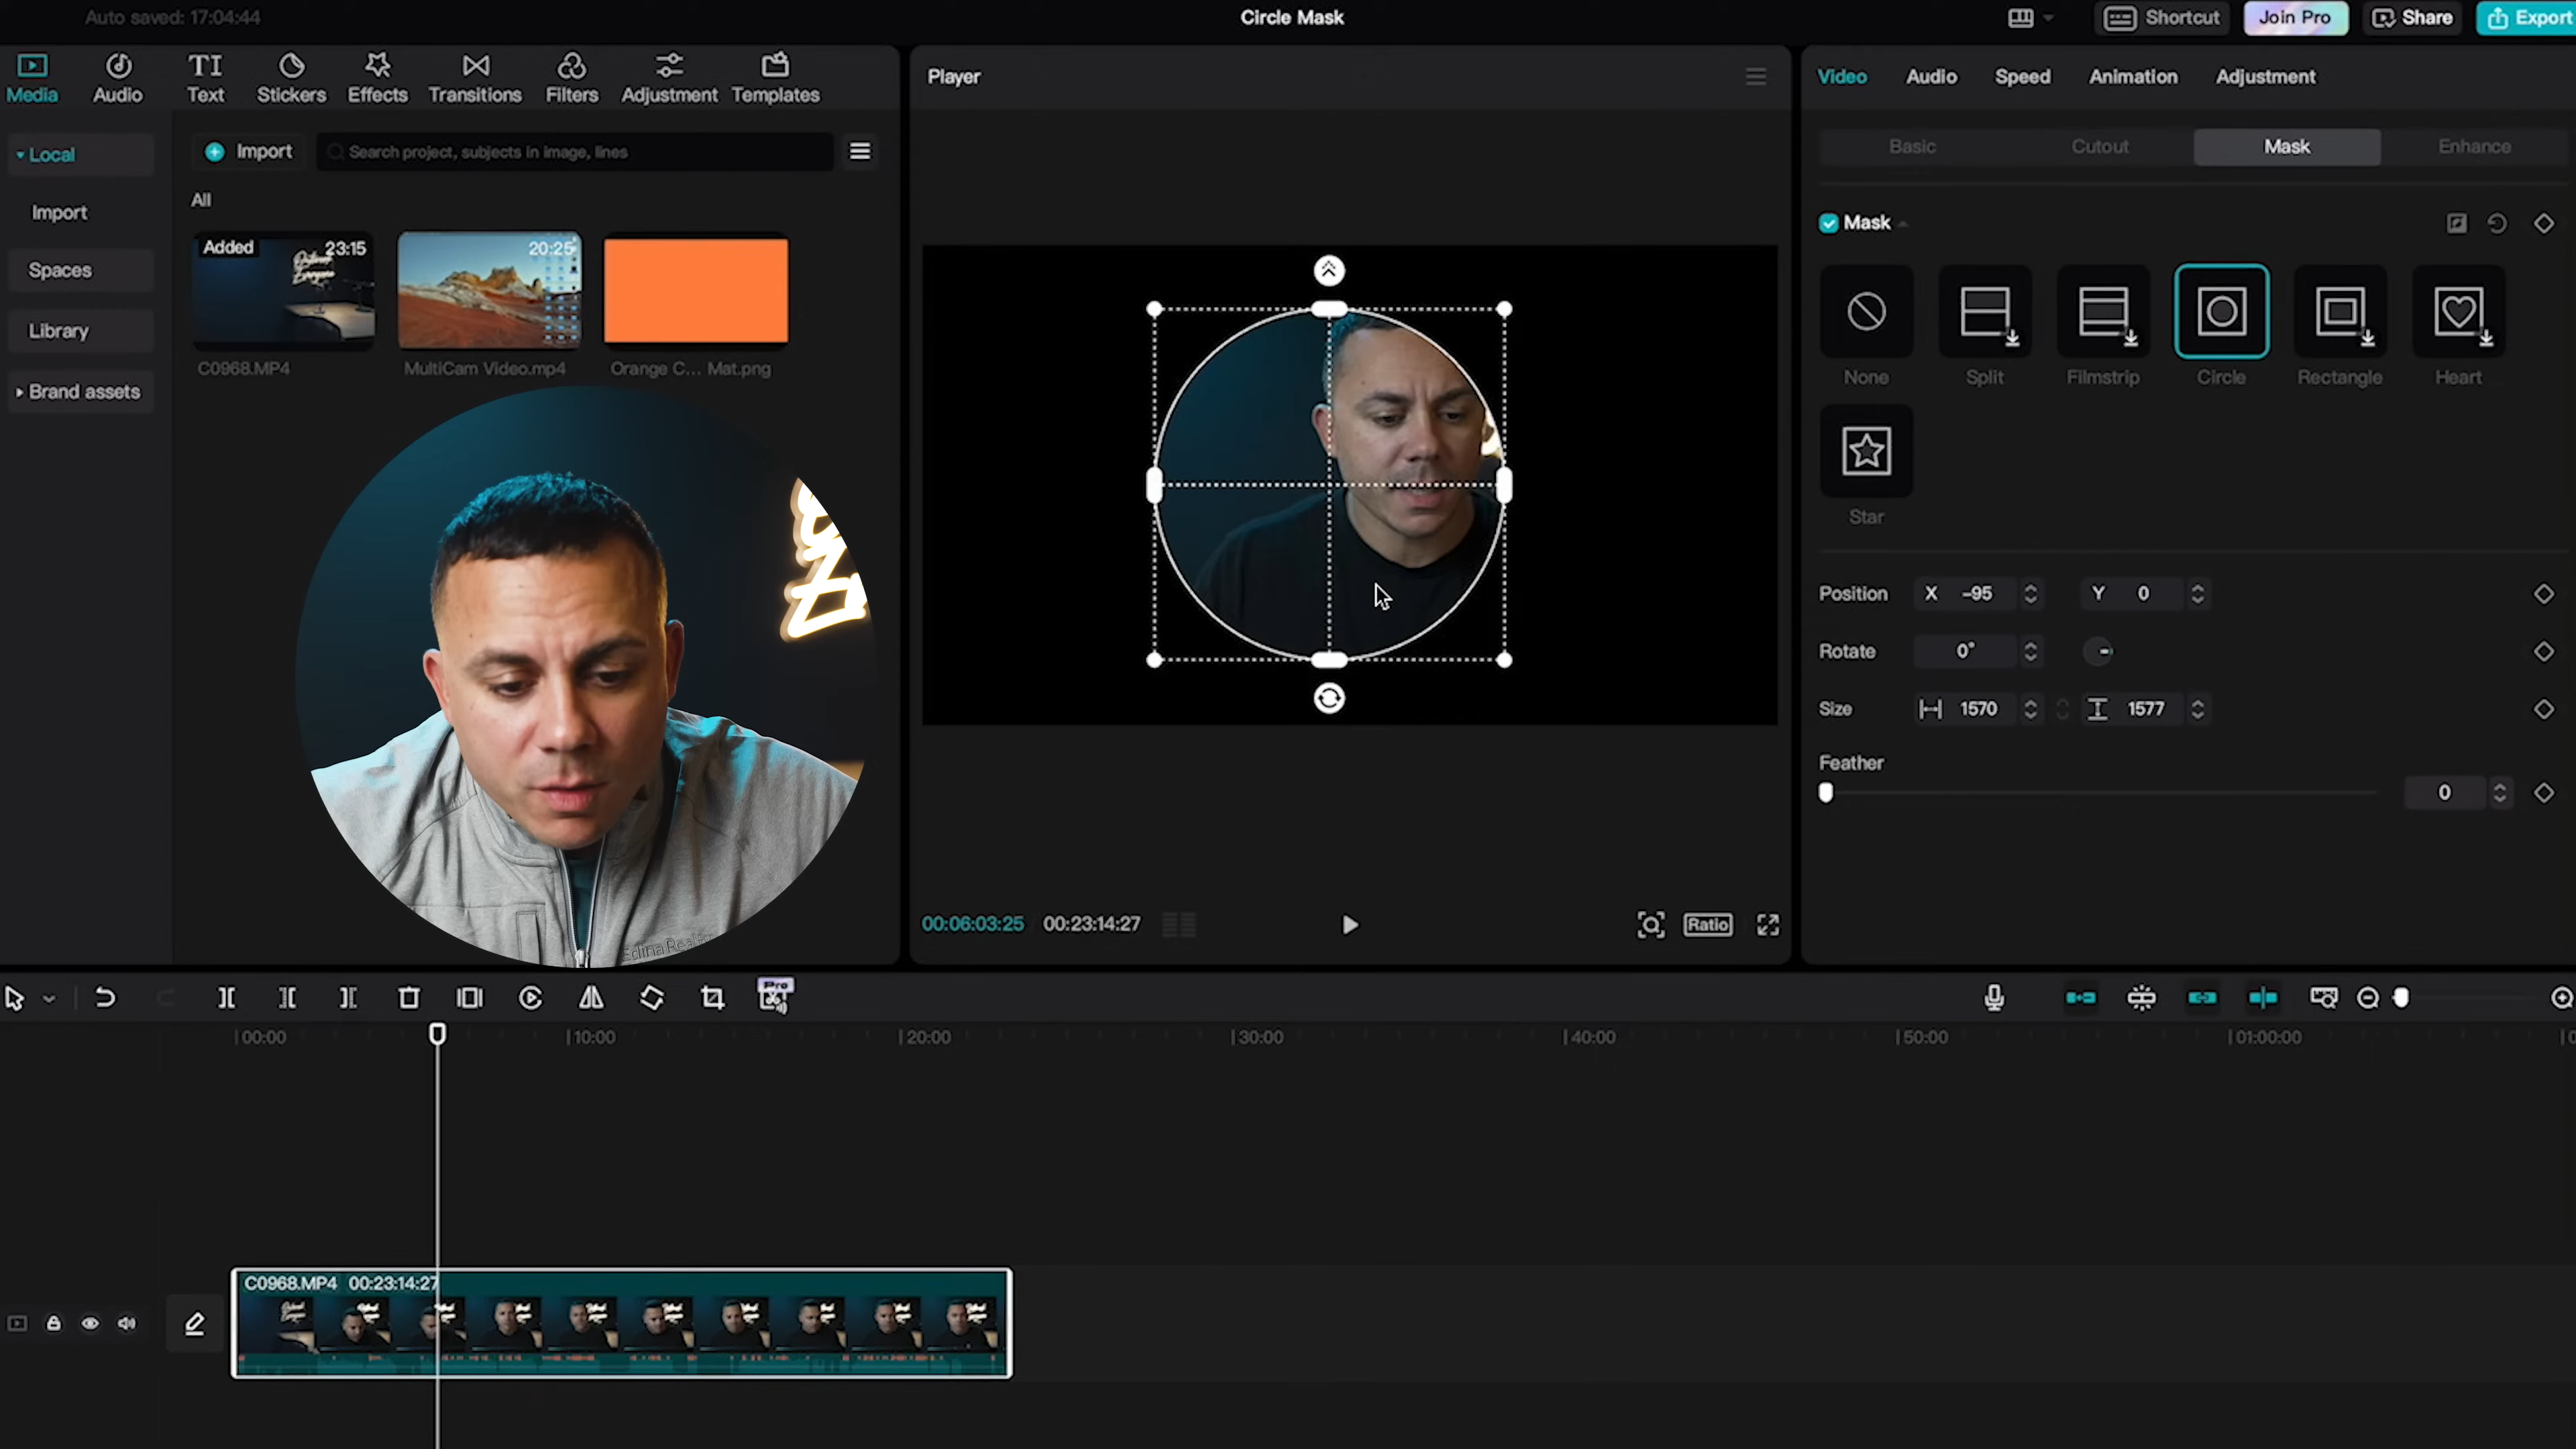 Auto saved: 17:04:44
Circle Mask
Shortcut
Join Pro
Share
Export
Media
Audio
TI
Text
Stickers
Effects
Transitions
Filters
Adjustment
Templates
Local
Import
Spaces
Library
Brand assets
Import
Search project, subjects in image, lines
All
Added
23:15
C0968.MP4
20:25
MultiCam Video.mp4
Orange C... Mat.png
Edina Realty
Player
00:06:03:25
00:23:14:27
Ratio
Video
Audio
Speed
Animation
Adjustment
Basic
Cutout
Mask
Enhance
Mask
None
Split
Filmstrip
Circle
Rectangle
Heart
Star
Position
X
-95
Y
0
Rotate
0°
Size
1570
1577
Feather
0
Pro
00:00
10:00
20:00
30:00
40:00
50:00
01:00:00
C0968.MP4 00:23:14:27